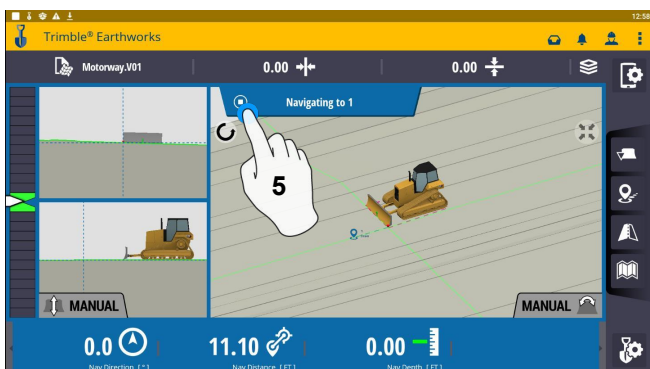 12:58
Trimble® Earthworks
Motorway.V01
0.00
0.00
Navigating to 1
5
MANUAL
MANUAL
0.0
11.10
0.00
Nav Direction [°]
Nav Distance [FT]
Nav Depth [FT]